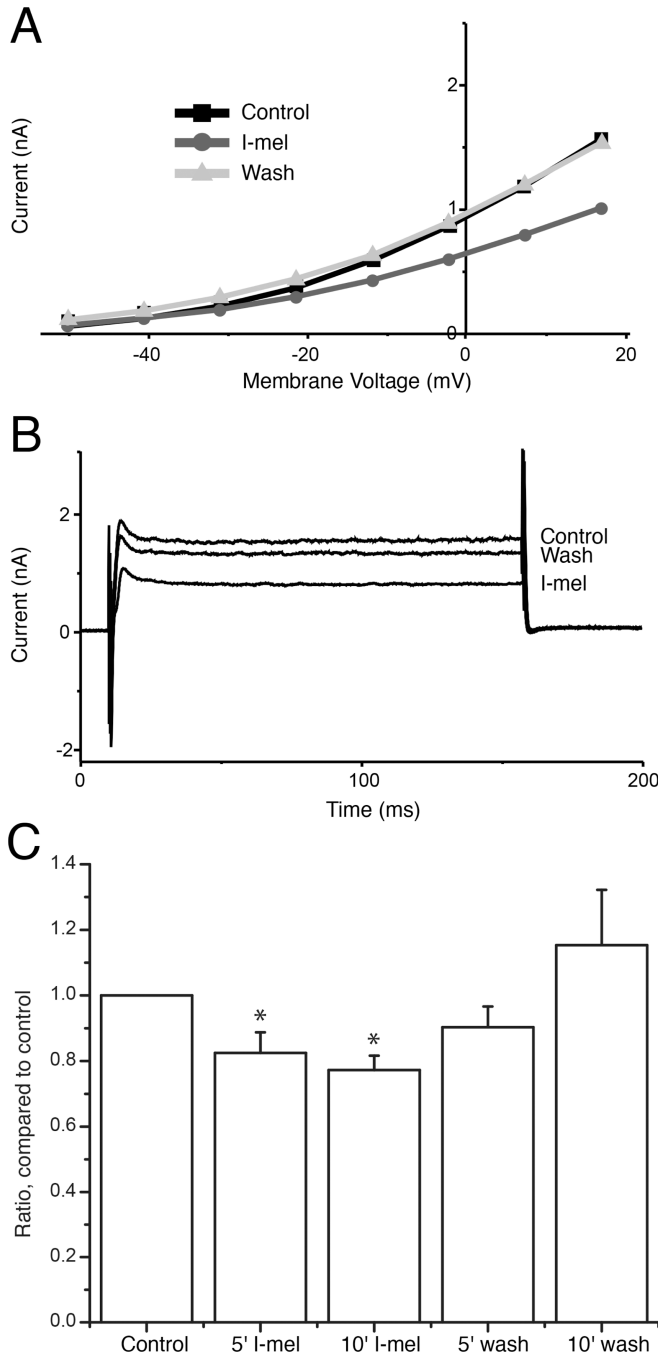 A
Current (nA)
2
1
0
Control
I-mel
Wash
-40
-20
0
20
Membrane Voltage (mV)
B
Current (nA)
2
0
-2
Control
Wash
I-mel
0
100
200
Time (ms)
C
Ratio, compared to control
1.4
1.2
1.0
0.8
0.6
0.4
0.2
0.0
*
*
Control
5' I-mel
10' I-mel
5' wash
10' wash